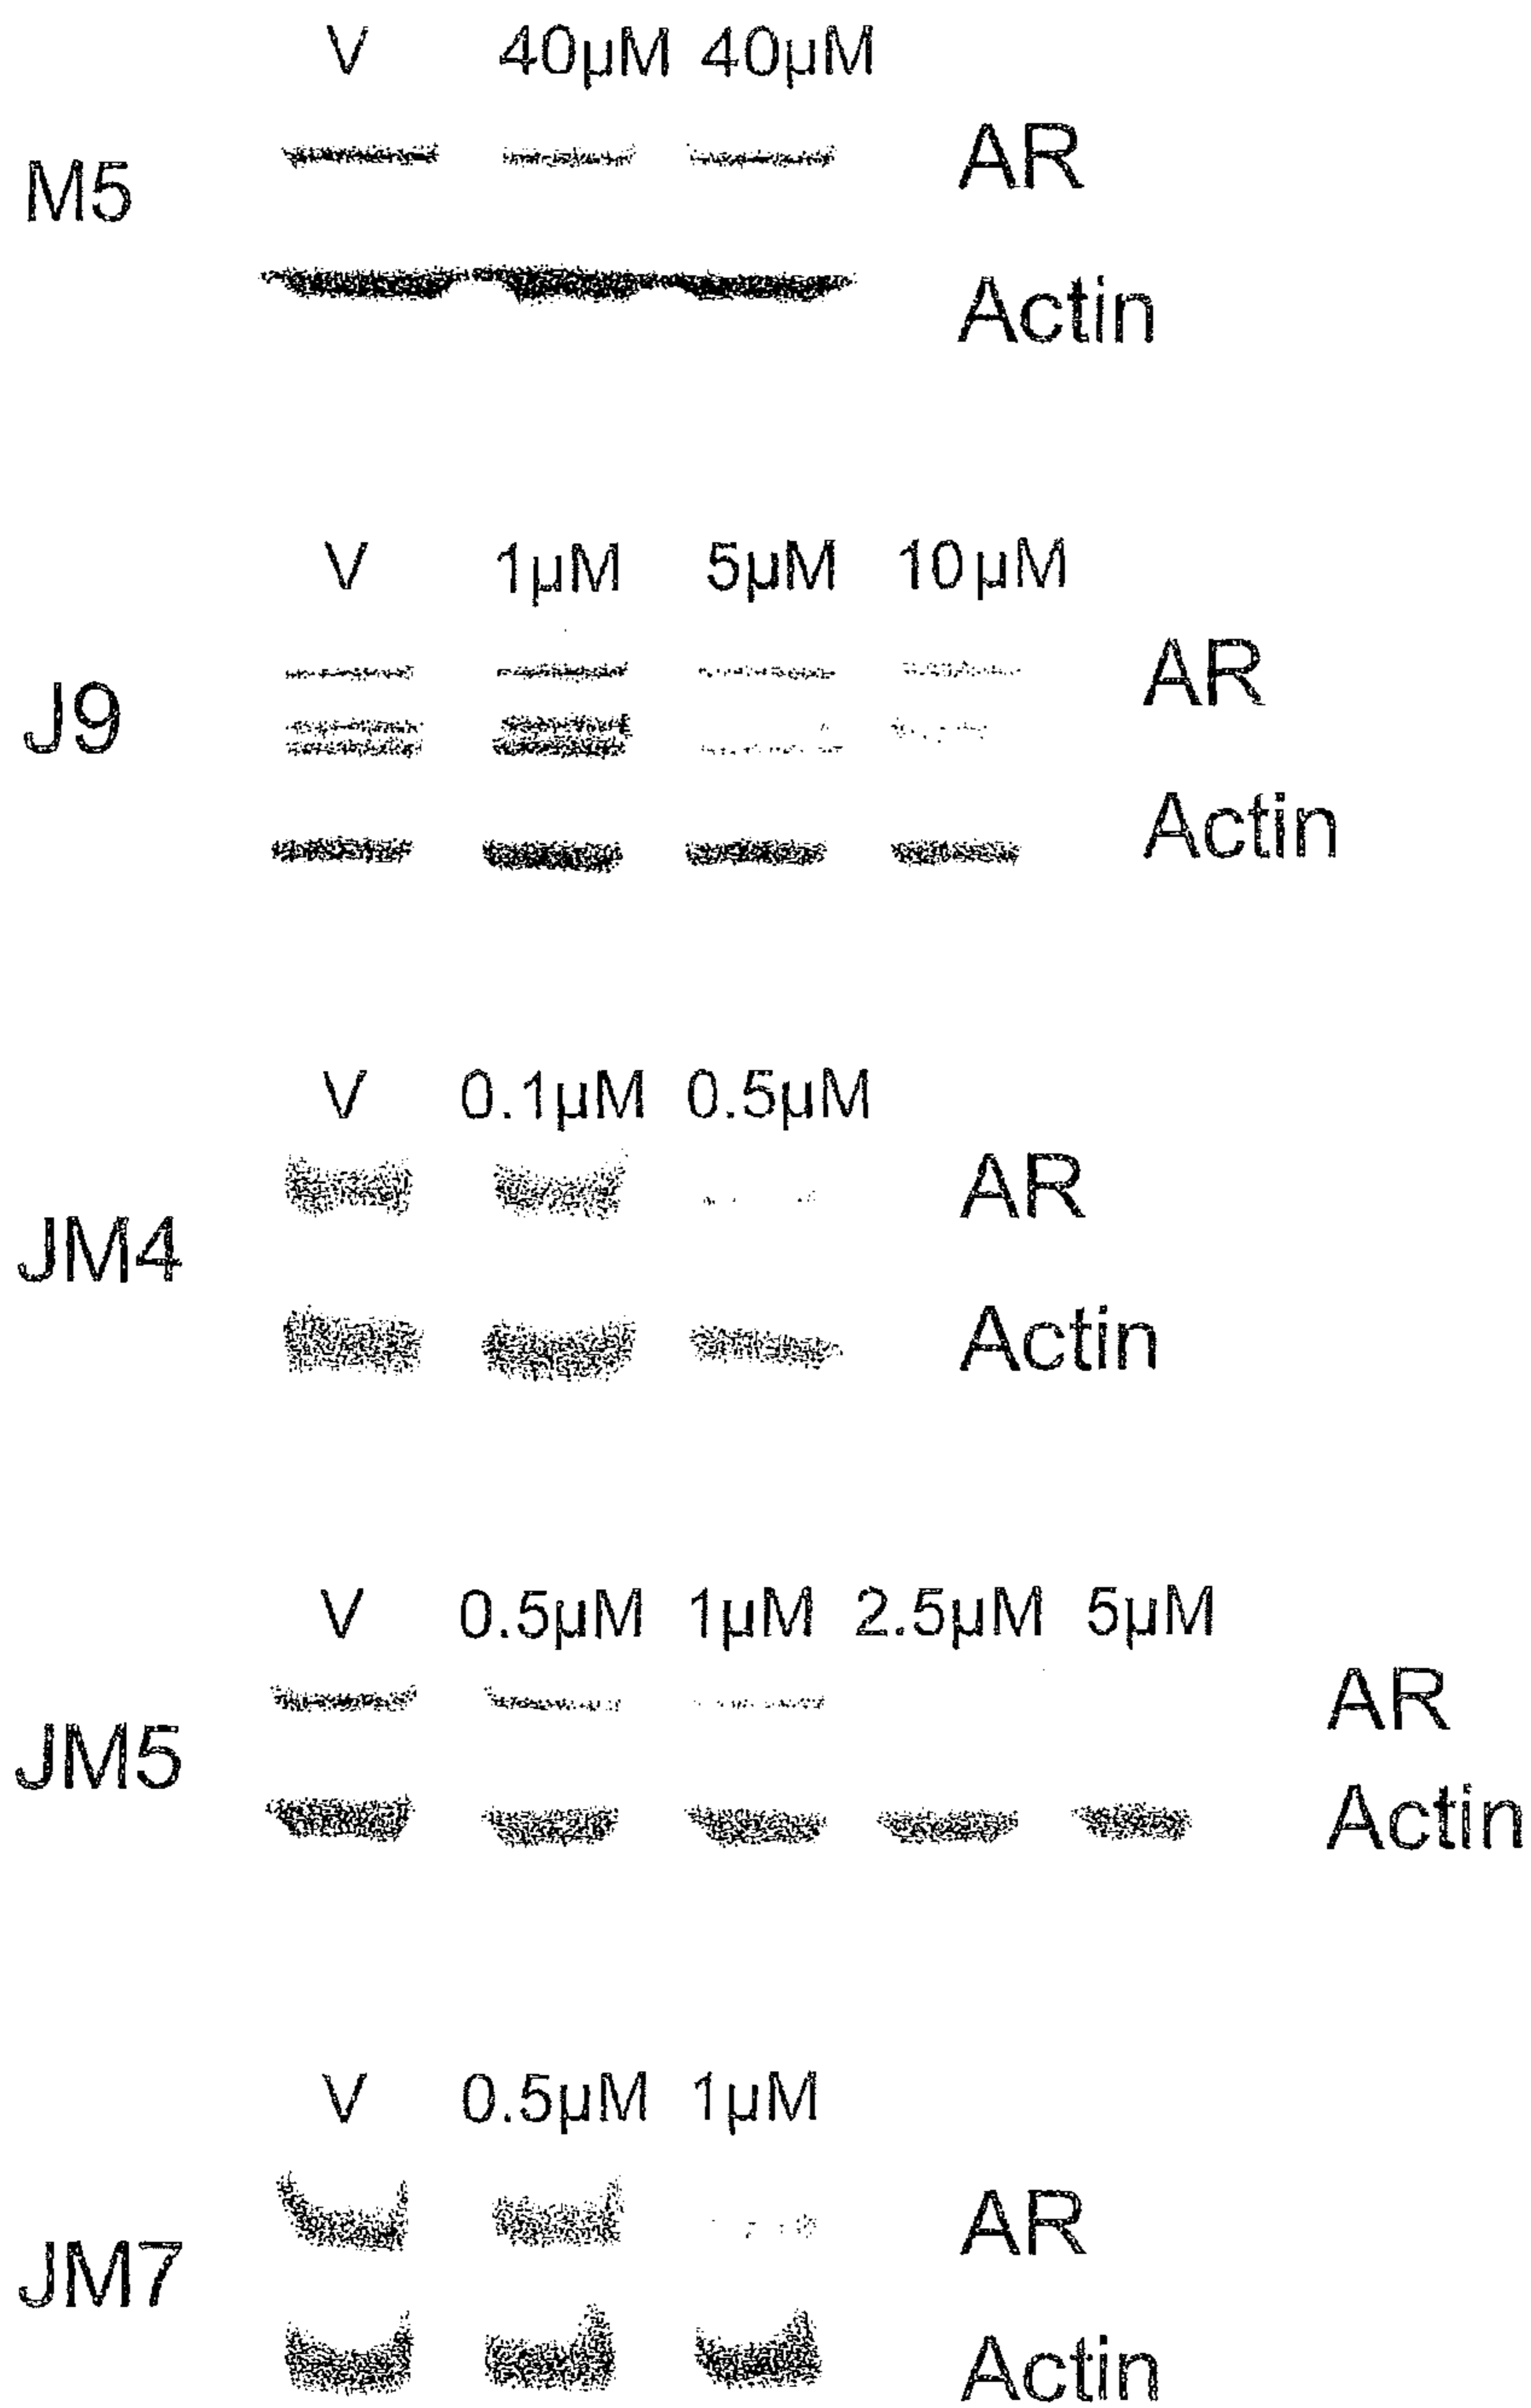 V 40µM 40µM
AR
M5
Actin
V 1µM 5µM 10µM
AR
J9
Actin
V 0.1µM 0.5µM
AR
JM4
Actin
V 0.5µM 1µM 2.5µM 5µM
AR
JM5
Actin
V 0.5µM 1µM
AR
JM7
Actin